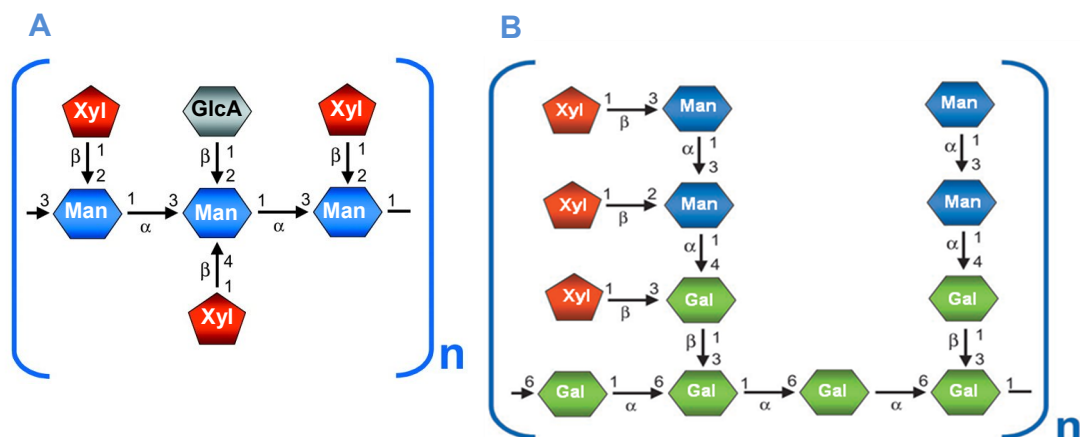 A
B
Xyl GlcA Xyl
β 1 β 1 β 1
2 2 2
3 Man 1 α 3 Man 1 α 3 Man 1
β 4
1
Xyl
n
Xyl 1 β 3 Man Man
α 1 α 1
3 3
Xyl 1 β 2 Man Man
α 1 α 1
4 4
Xyl 1 β 3 Gal Gal
β 1 β 1
3 3
6 Gal 1 α 6 Gal 1 α 6 Gal α 6 Gal 1
n